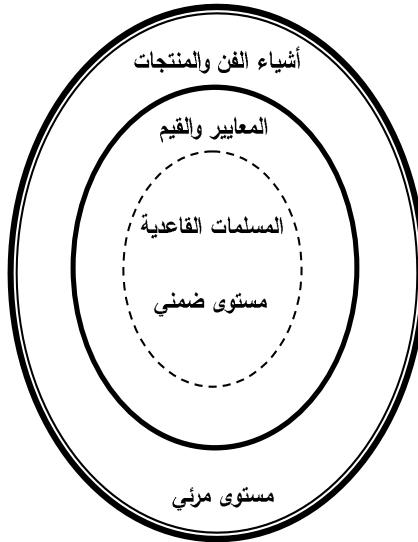 أشياء الفن والمنتجات
المعايير والقيم
المسلمات القاعدية
مستوى ضمني
مستوى مرئي